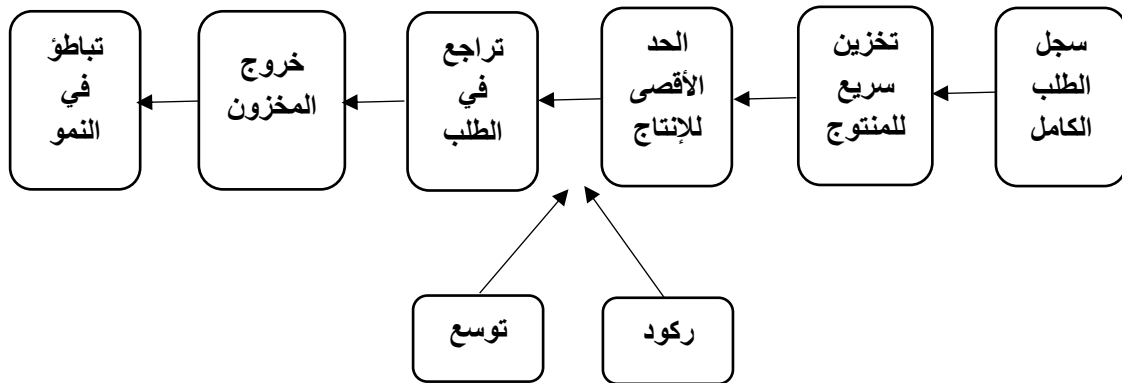 سجل
الطلب
الكامل
تخزين
سريع
للمنتوج
الحد
الأقصى
للإنتاج
تراجع
في
الطلب
خروج
المخزون
تباطؤ
في
النمو
ركود
توسع